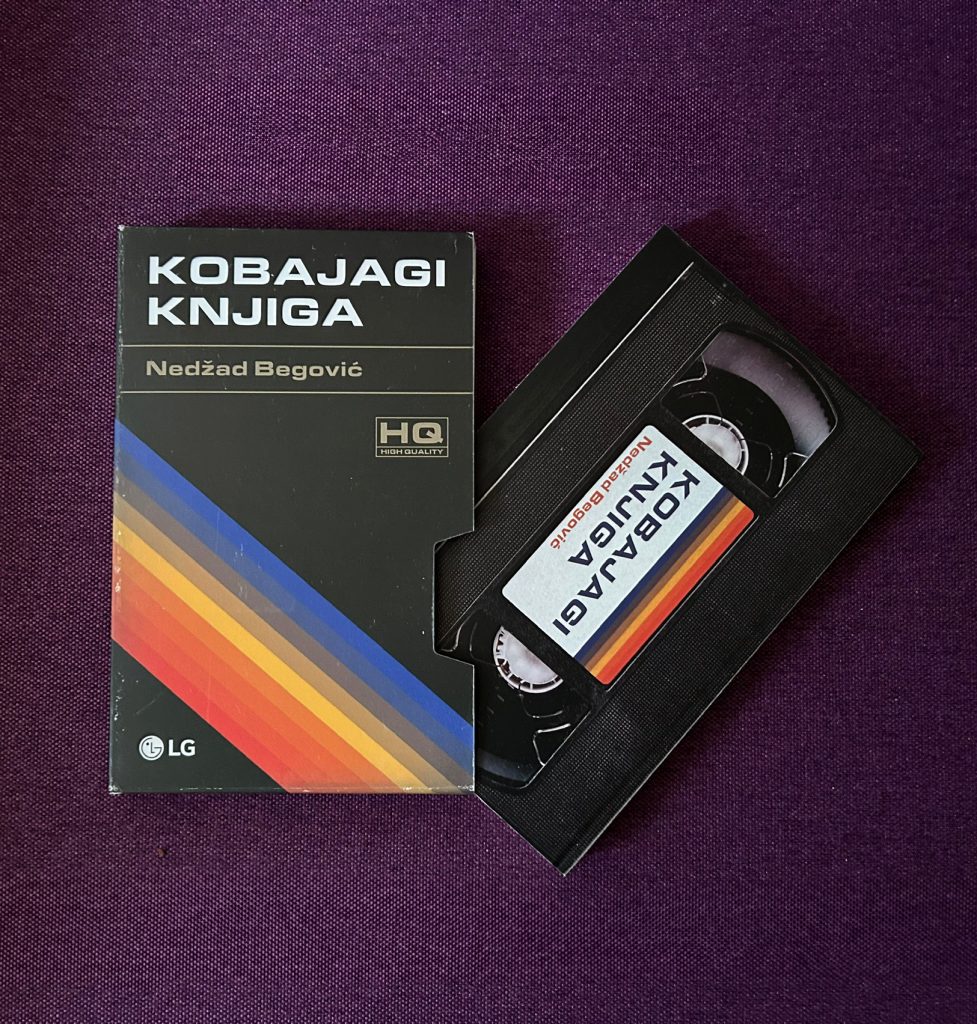 KOBAJAGI
KNJIGA
Nedžad Begović
HQ
HIGH QUALITY
LG
KOBAJAGI
KNJIGA
Nedžad Begović